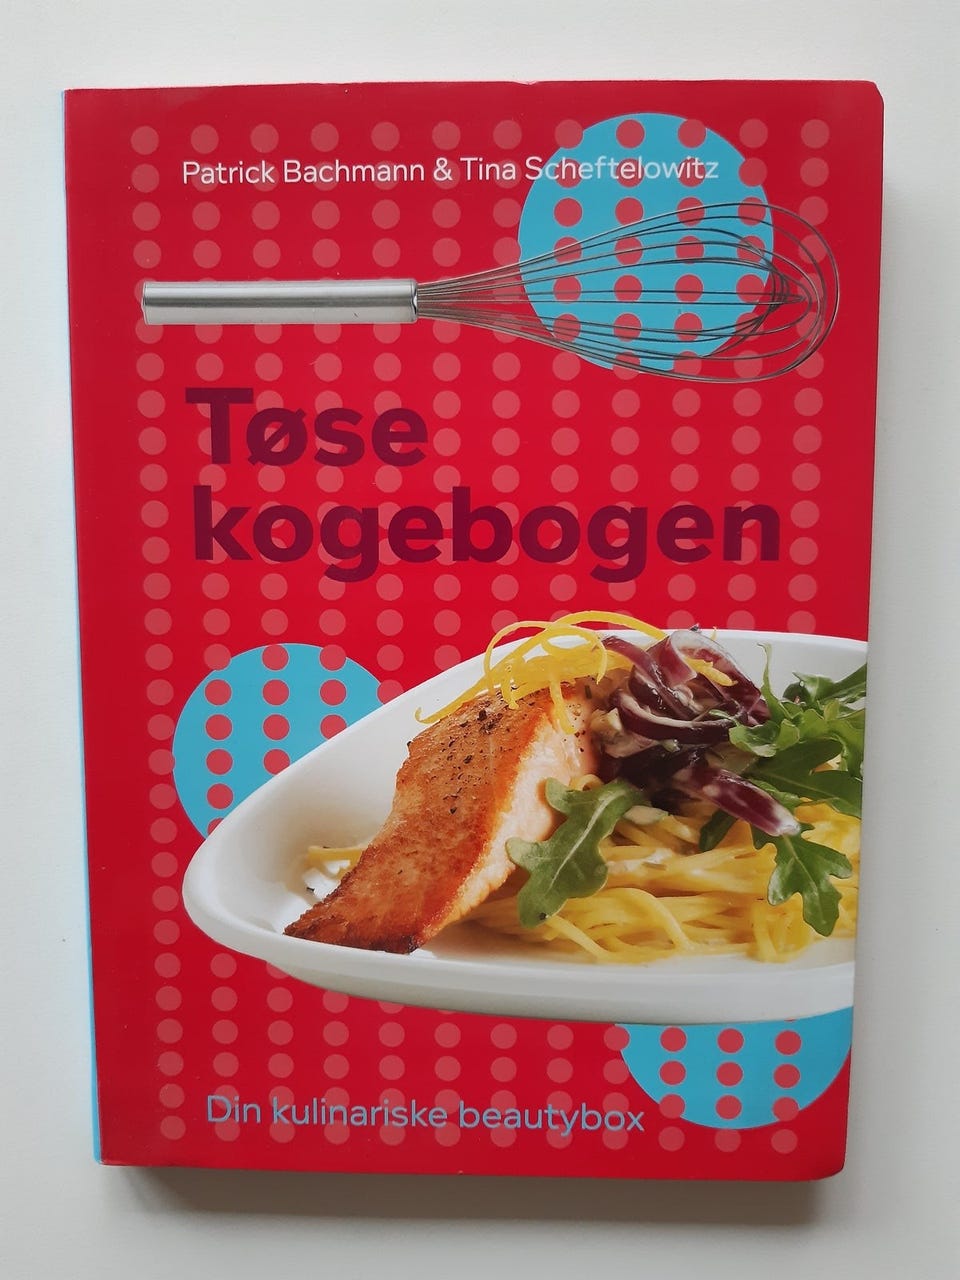 Patrick Bachmann & Tina Scheftelowitz
Tøse
kogebogen
Din kulinariske beautybox